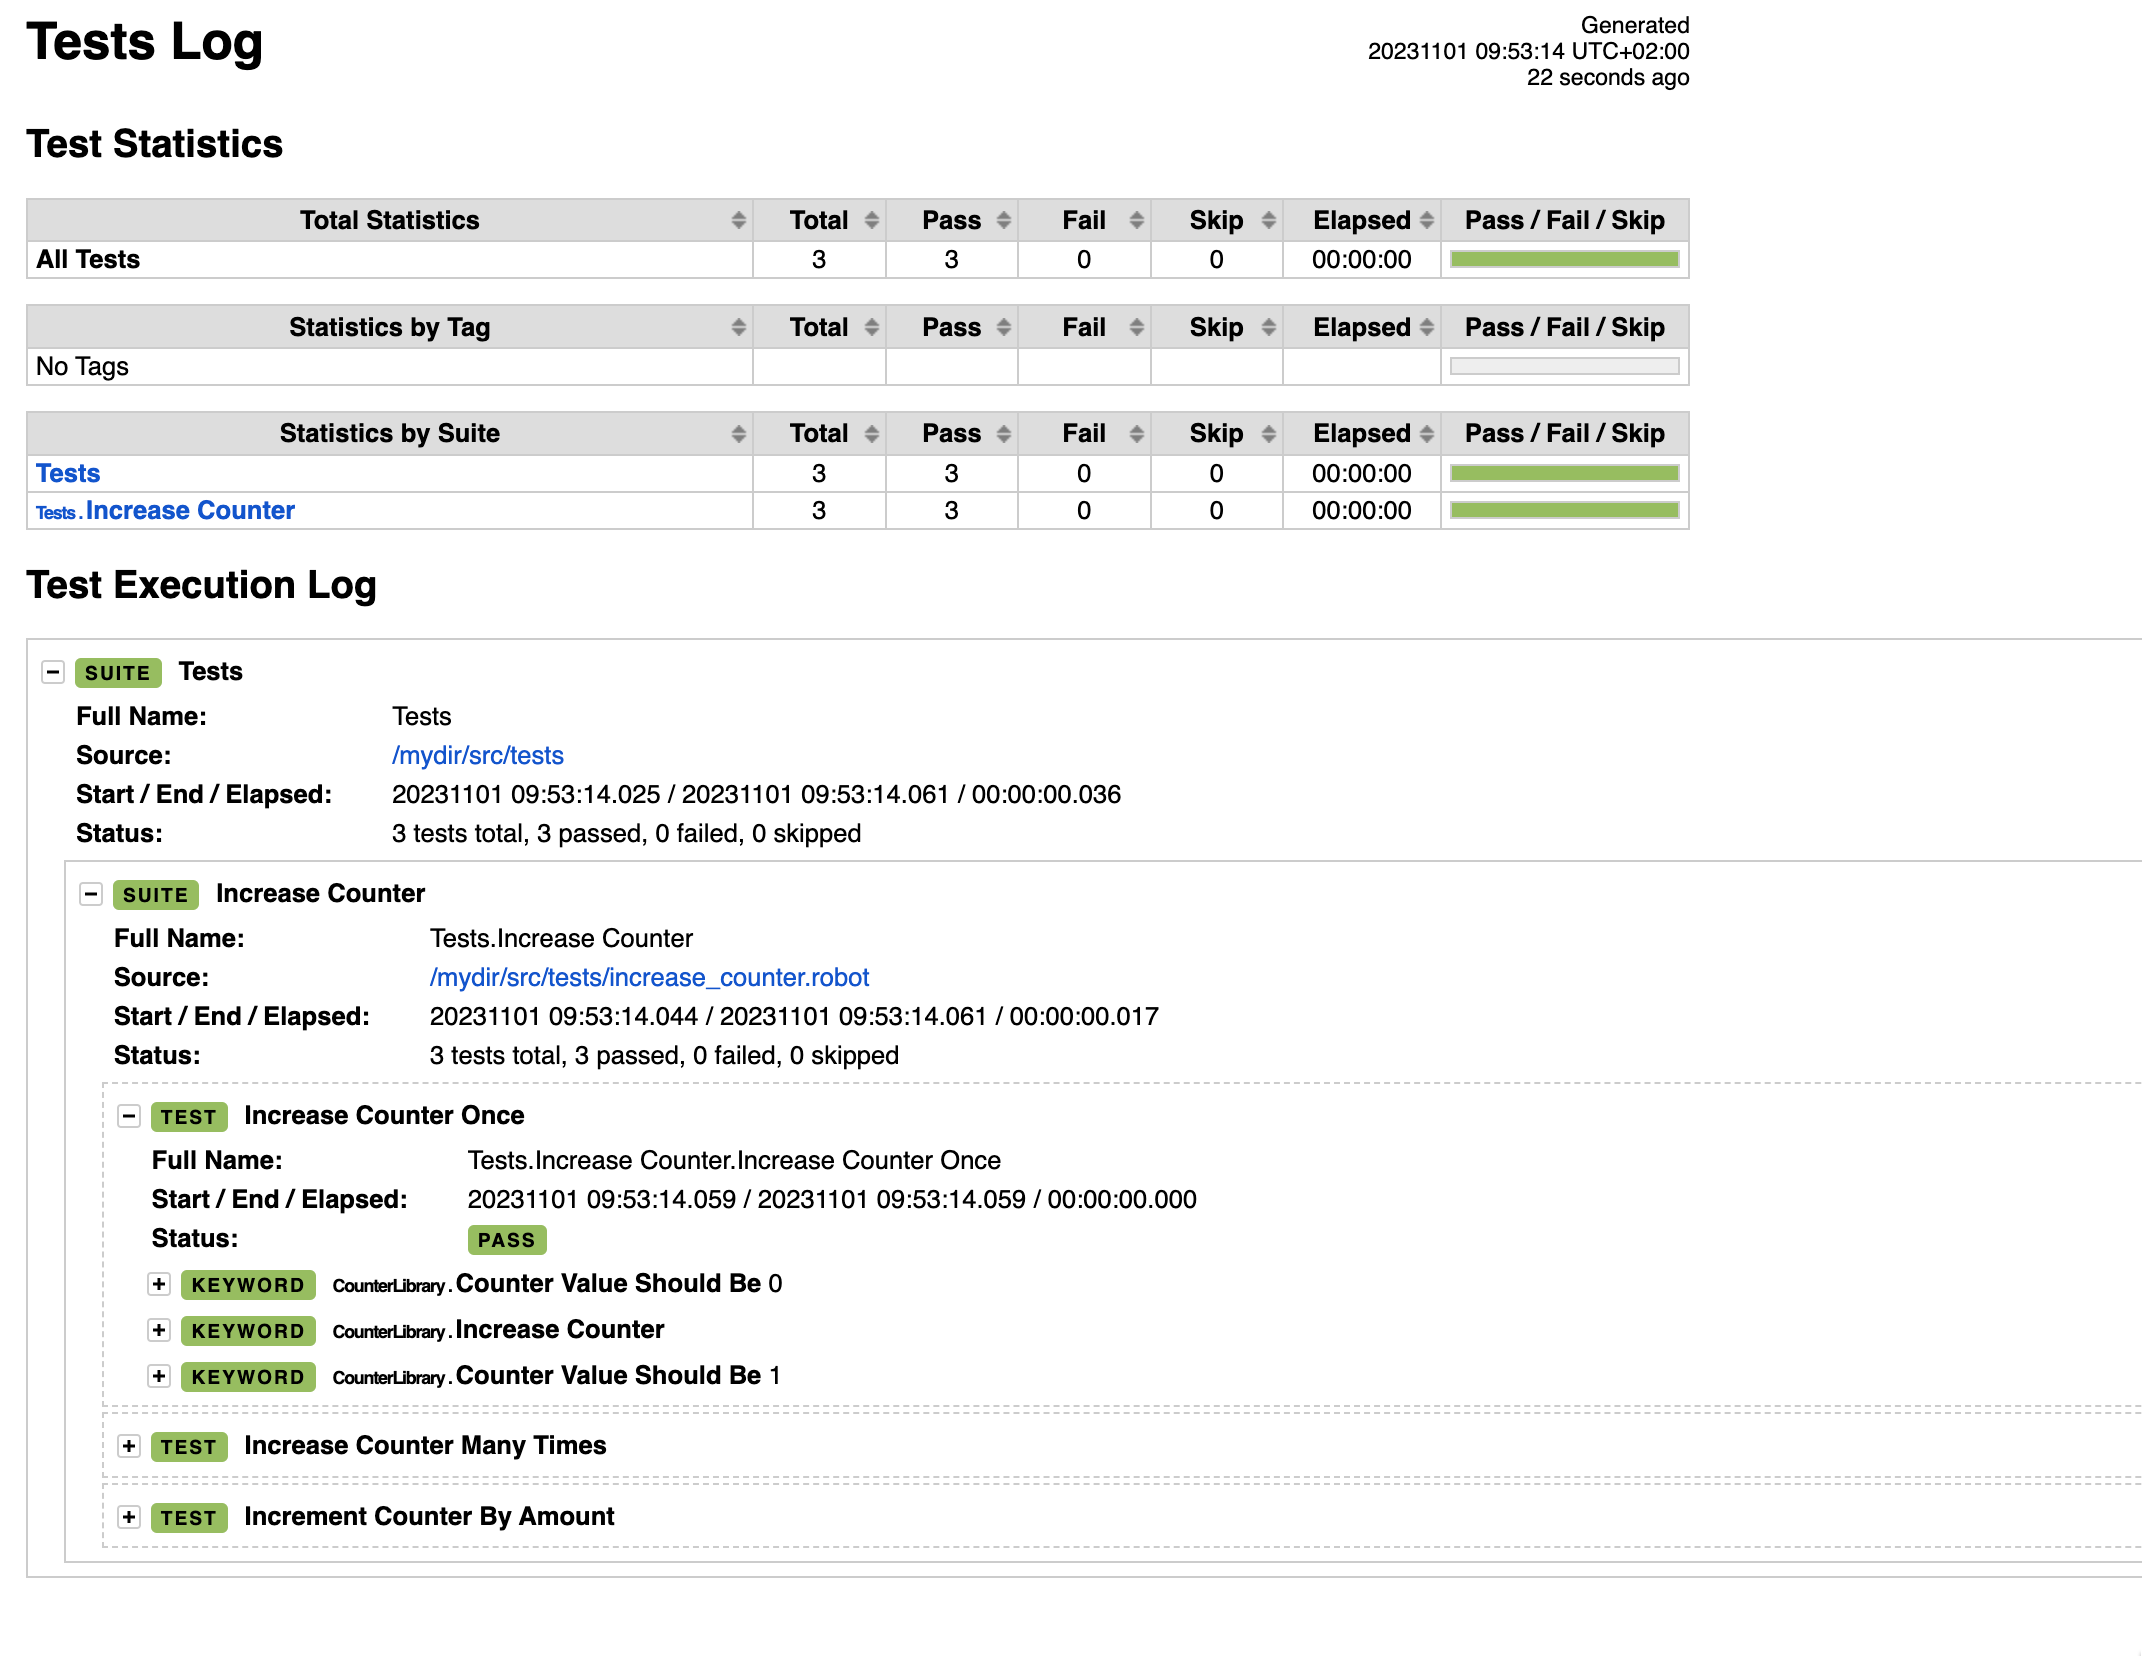 Tests Log
Generated
20231101 09:53:14 UTC+02:00
22 seconds ago
Test Statistics
Total Statistics Total Pass Fail Skip Elapsed Pass / Fail / Skip
All Tests 3 3 0 0 00:00:00
Statistics by Tag Total Pass Fail Skip Elapsed Pass / Fail / Skip
No Tags
Statistics by Suite Total Pass Fail Skip Elapsed Pass / Fail / Skip
Tests 3 3 0 0 00:00:00
Tests . Increase Counter 3 3 0 0 00:00:00
Test Execution Log
− SUITE Tests
Full Name: Tests
Source: /mydir/src/tests
Start / End / Elapsed: 20231101 09:53:14.025 / 20231101 09:53:14.061 / 00:00:00.036
Status: 3 tests total, 3 passed, 0 failed, 0 skipped
− SUITE Increase Counter
Full Name: Tests.Increase Counter
Source: /mydir/src/tests/increase_counter.robot
Start / End / Elapsed: 20231101 09:53:14.044 / 20231101 09:53:14.061 / 00:00:00.017
Status: 3 tests total, 3 passed, 0 failed, 0 skipped
− TEST Increase Counter Once
Full Name: Tests.Increase Counter.Increase Counter Once
Start / End / Elapsed: 20231101 09:53:14.059 / 20231101 09:53:14.059 / 00:00:00.000
Status: PASS
+ KEYWORD CounterLibrary . Counter Value Should Be 0
+ KEYWORD CounterLibrary . Increase Counter
+ KEYWORD CounterLibrary . Counter Value Should Be 1
+ TEST Increase Counter Many Times
+ TEST Increment Counter By Amount